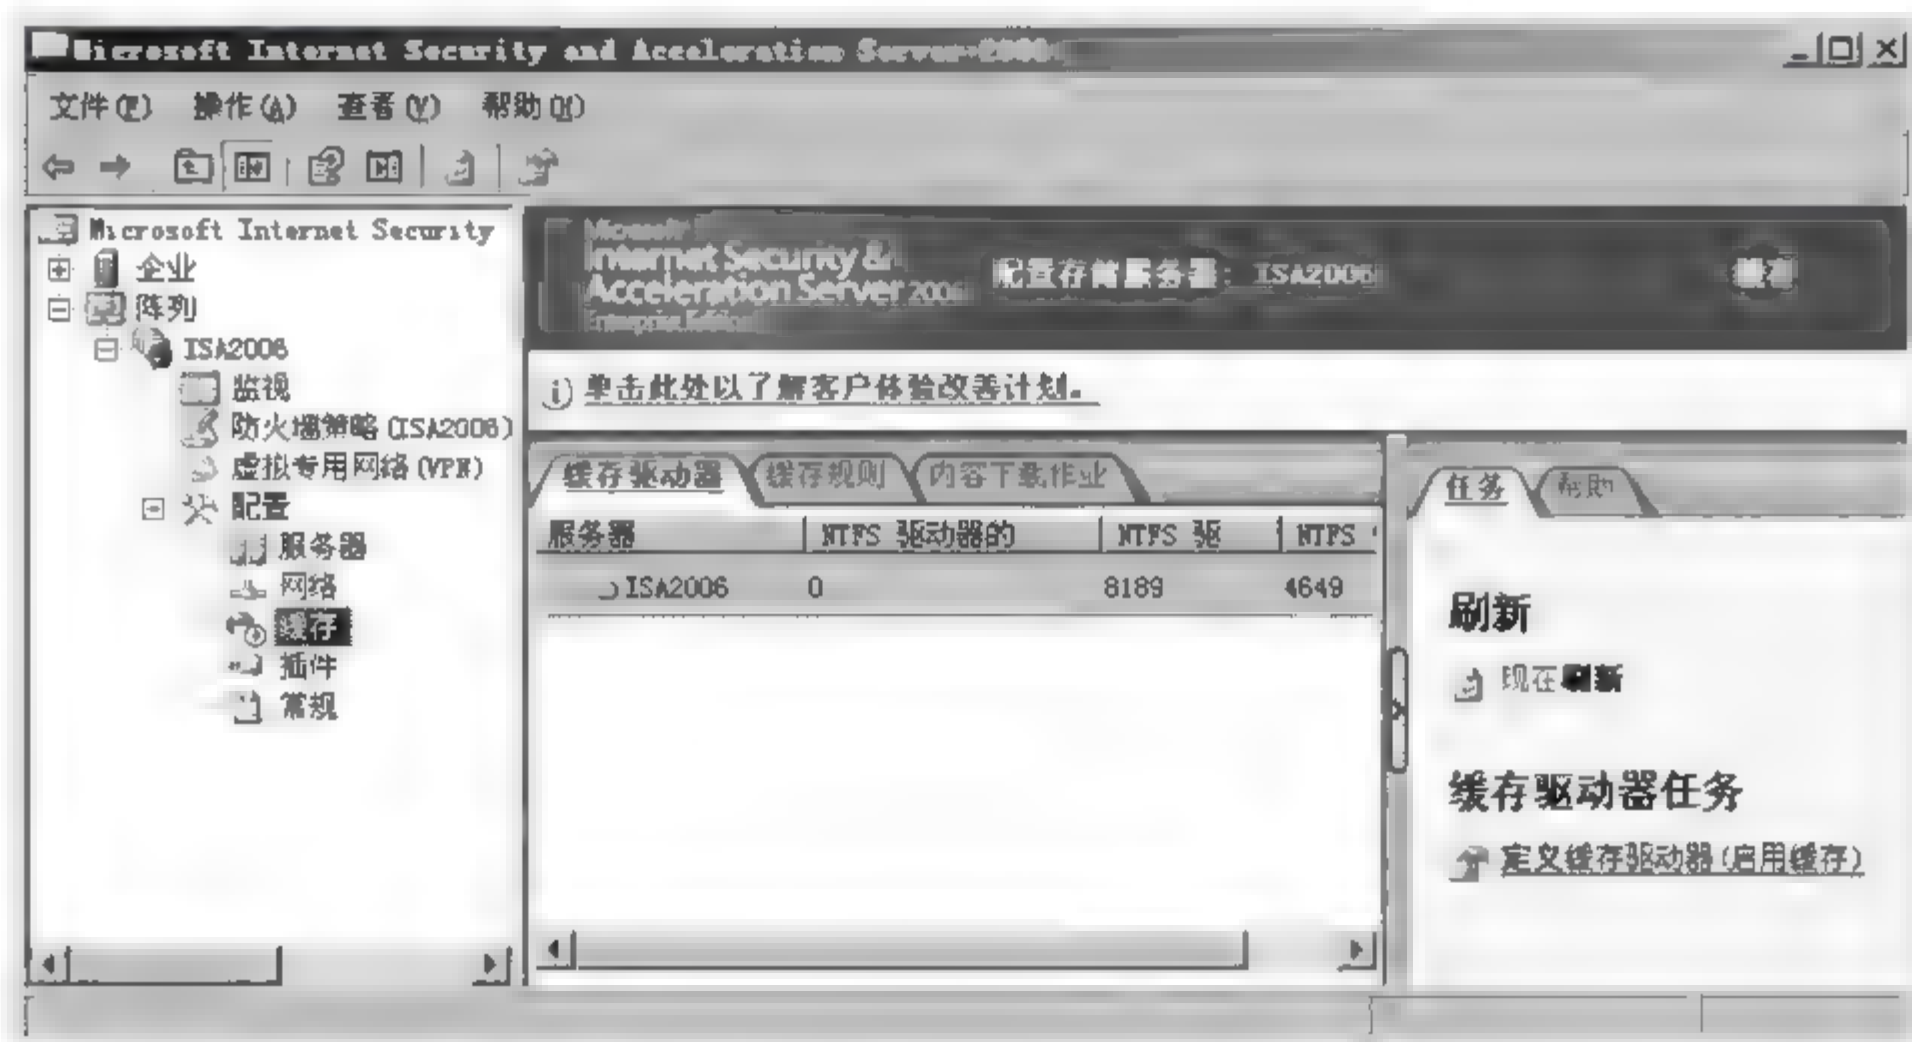 Microsoft Internet Security and Acceleration Server 2006
文件(F) 操作(A) 查看(V) 帮助(H)
Microsoft Internet Security
企业
阵列
ISA2006
监视
防火墙策略(ISA2006)
虚拟专用网络(VPN)
配置
服务器
网络
缓存
插件
常规
Microsoft
Internet Security &
Acceleration Server 2006
Enterprise Edition
配置存储服务器: ISA2006
缓存
单击此处以了解客户体验改善计划。
缓存驱动器 缓存规则 内容下载作业
服务器 NTFS 驱动器的 NTFS 驱 NTFS
ISA2006 0 8189 4649
任务 帮助
刷新
现在刷新
缓存驱动器任务
定义缓存驱动器(启用缓存)